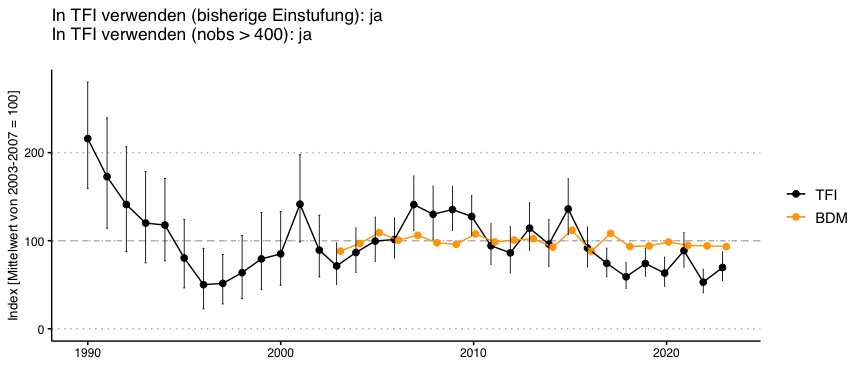 In TFI verwenden (bisherige Einstufung): ja
In TFI verwenden (nobs > 400): ja
Index [Mittelwert von 2003-2007 = 100]
200
100
0
1990
2000
2010
2020
TFI
BDM